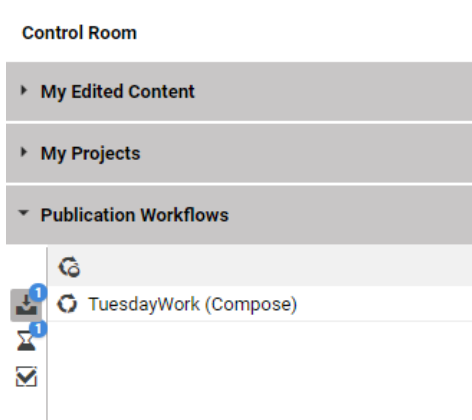 Control Room
My Edited Content
My Projects
Publication Workflows
1
TuesdayWork (Compose)
1